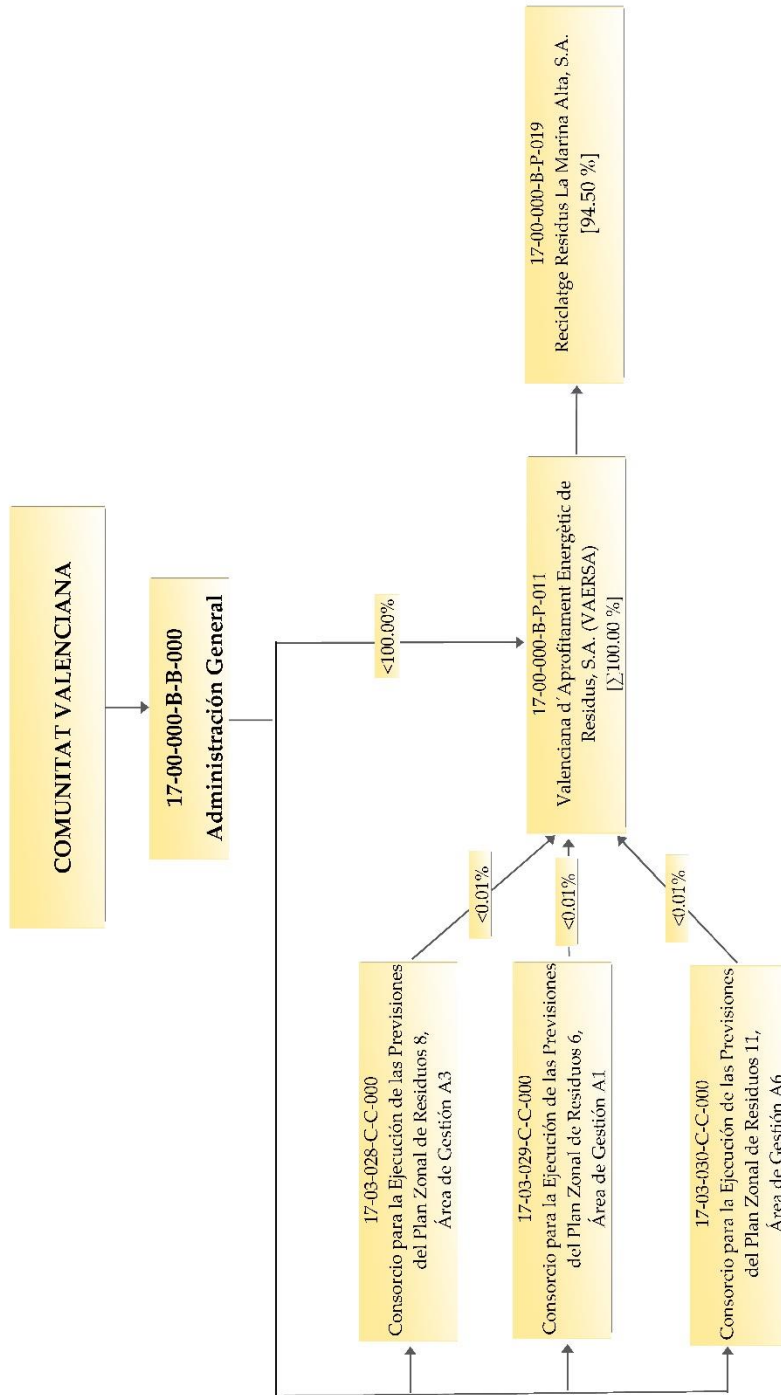 COMUNITAT VALENCIANA
17-00-000-B-B-000
Administración General
<100.00%
17-03-028-C-C-000
Consorcio para la Ejecución de las Previsiones
del Plan Zonal de Residuos 8,
Área de Gestión A3
<0.01%
17-03-029-C-C-000
Consorcio para la Ejecución de las Previsiones
del Plan Zonal de Residuos 6,
Área de Gestión A1
<0.01%
17-03-030-C-C-000
Consorcio para la Ejecución de las Previsiones
del Plan Zonal de Residuos 11,
Área de Gestión A6
<0.01%
17-00-000-B-P-011
Valenciana d´Aprofitament Energètic de
Residus, S.A. (VAERSA)
[∑100.00 %]
17-00-000-B-P-019
Reciclatge Residus La Marina Alta, S.A.
[94.50 %]